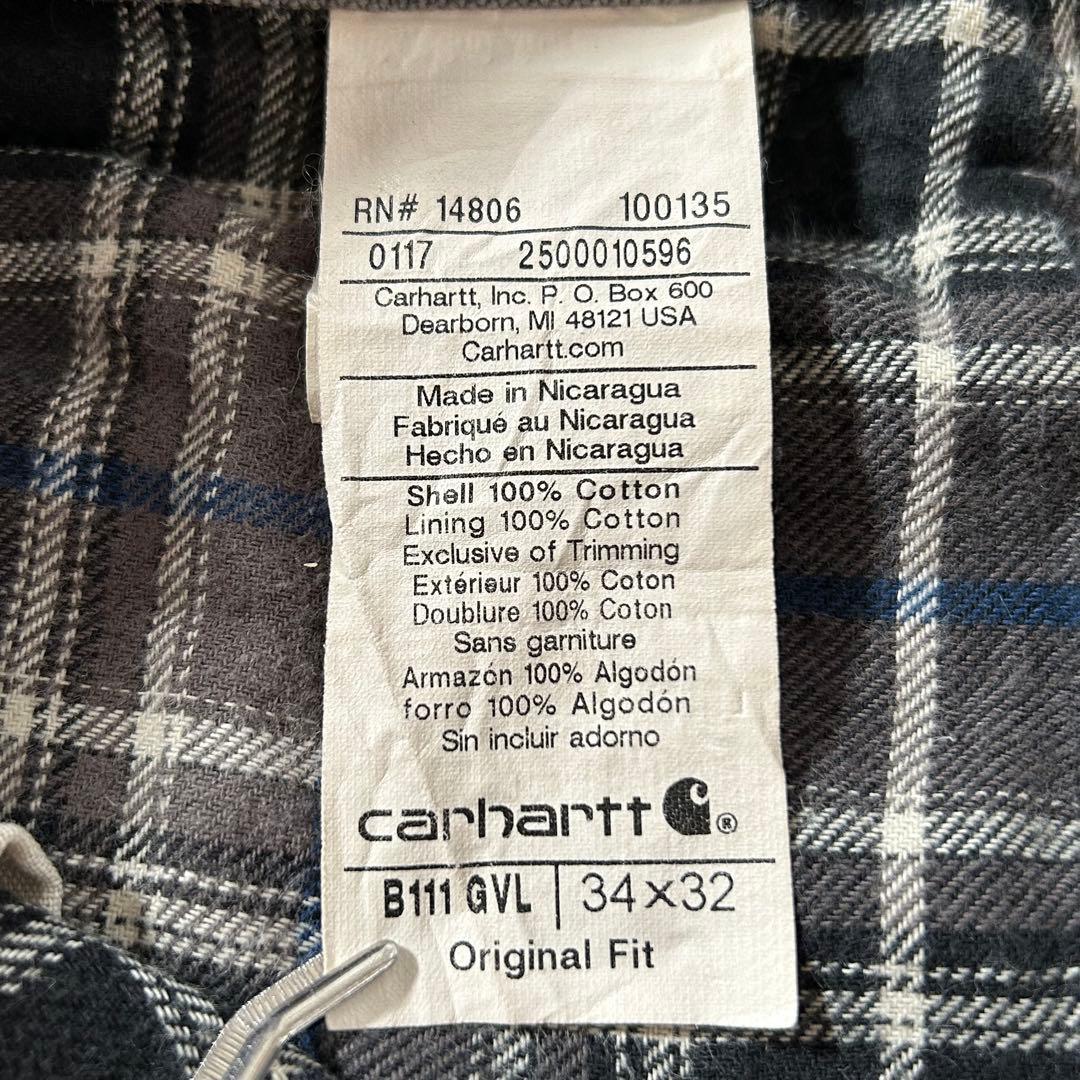 RN# 14806 100135
0117 2500010596
Carhartt, Inc. P. O. Box 600
Dearborn, MI 48121 USA
Carhartt.com
Made in Nicaragua
Fabriqué au Nicaragua
Hecho en Nicaragua
Shell 100% Cotton
Lining 100% Cotton
Exclusive of Trimming
Extérieur 100% Coton
Doublure 100% Coton
Sans garniture
Armazón 100% Algodón
forro 100% Algodón
Sin incluir adorno
carhartt ®
B111 GVL | 34x32
Original Fit